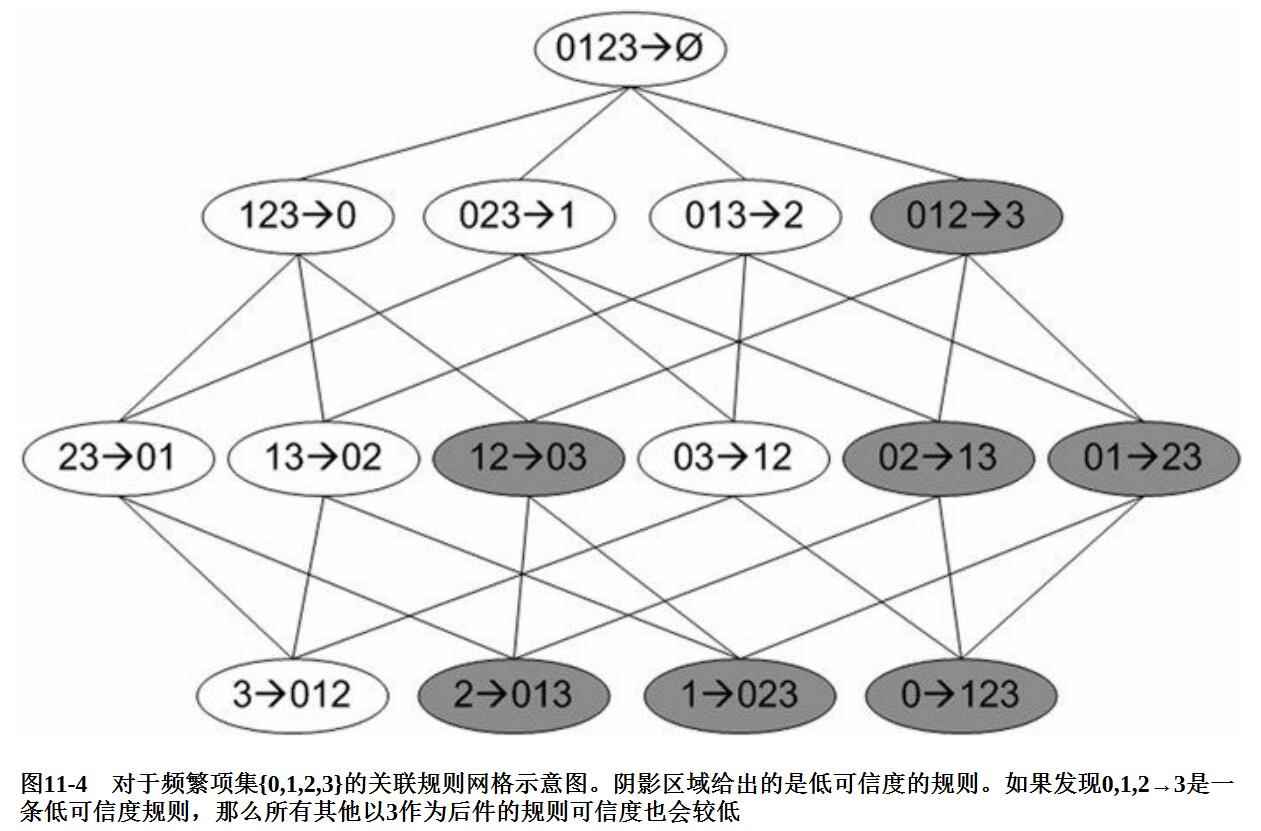 0123→Ø
123→0 023→1 013→2 012→3
23→01 13→02 12→03 03→12 02→13 01→23
3→012 2→013 1→023 0→123
图11-4 对于频繁项集{0,1,2,3}的关联规则网格示意图。阴影区域给出的是低可信度的规则。如果发现0,1,2→3是一
条低可信度规则，那么所有其他以3作为后件的规则可信度也会较低